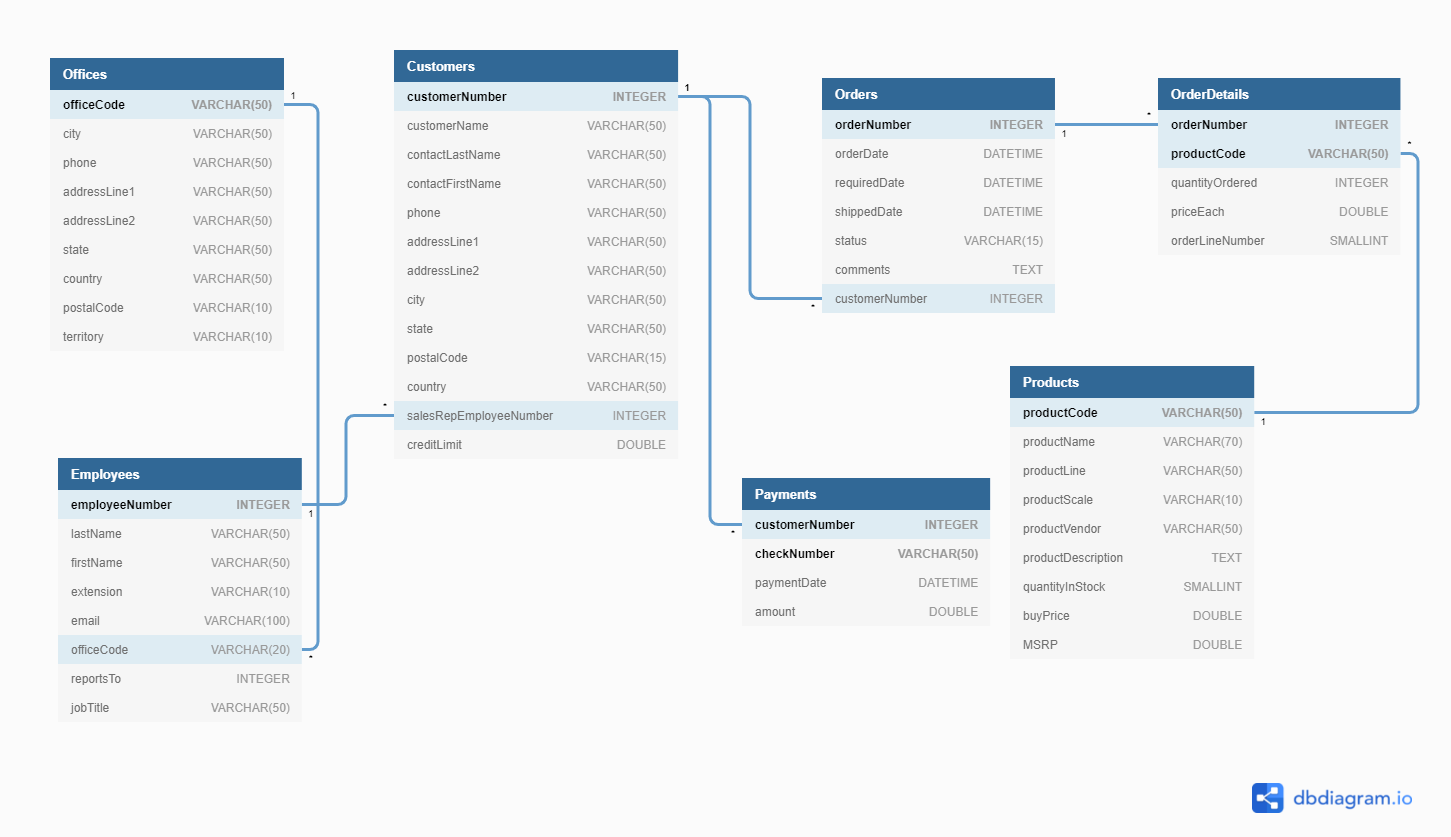 Offices
officeCode VARCHAR(50)
city VARCHAR(50)
phone VARCHAR(50)
addressLine1 VARCHAR(50)
addressLine2 VARCHAR(50)
state VARCHAR(50)
country VARCHAR(50)
postalCode VARCHAR(10)
territory VARCHAR(10)
1
*
Employees
employeeNumber INTEGER
lastName VARCHAR(50)
firstName VARCHAR(50)
extension VARCHAR(10)
email VARCHAR(100)
officeCode VARCHAR(20)
reportsTo INTEGER
jobTitle VARCHAR(50)
1
*
Customers
customerNumber INTEGER
customerName VARCHAR(50)
contactLastName VARCHAR(50)
contactFirstName VARCHAR(50)
phone VARCHAR(50)
addressLine1 VARCHAR(50)
addressLine2 VARCHAR(50)
city VARCHAR(50)
state VARCHAR(50)
postalCode VARCHAR(15)
country VARCHAR(50)
salesRepEmployeeNumber INTEGER
creditLimit DOUBLE
1
*
Orders
orderNumber INTEGER
orderDate DATETIME
requiredDate DATETIME
shippedDate DATETIME
status VARCHAR(15)
comments TEXT
customerNumber INTEGER
1
*
Payments
customerNumber INTEGER
checkNumber VARCHAR(50)
paymentDate DATETIME
amount DOUBLE
*
OrderDetails
orderNumber INTEGER
productCode VARCHAR(50)
quantityOrdered INTEGER
priceEach DOUBLE
orderLineNumber SMALLINT
*
Products
productCode VARCHAR(50)
productName VARCHAR(70)
productLine VARCHAR(50)
productScale VARCHAR(10)
productVendor VARCHAR(50)
productDescription TEXT
quantityInStock SMALLINT
buyPrice DOUBLE
MSRP DOUBLE
1
dbdiagram.io